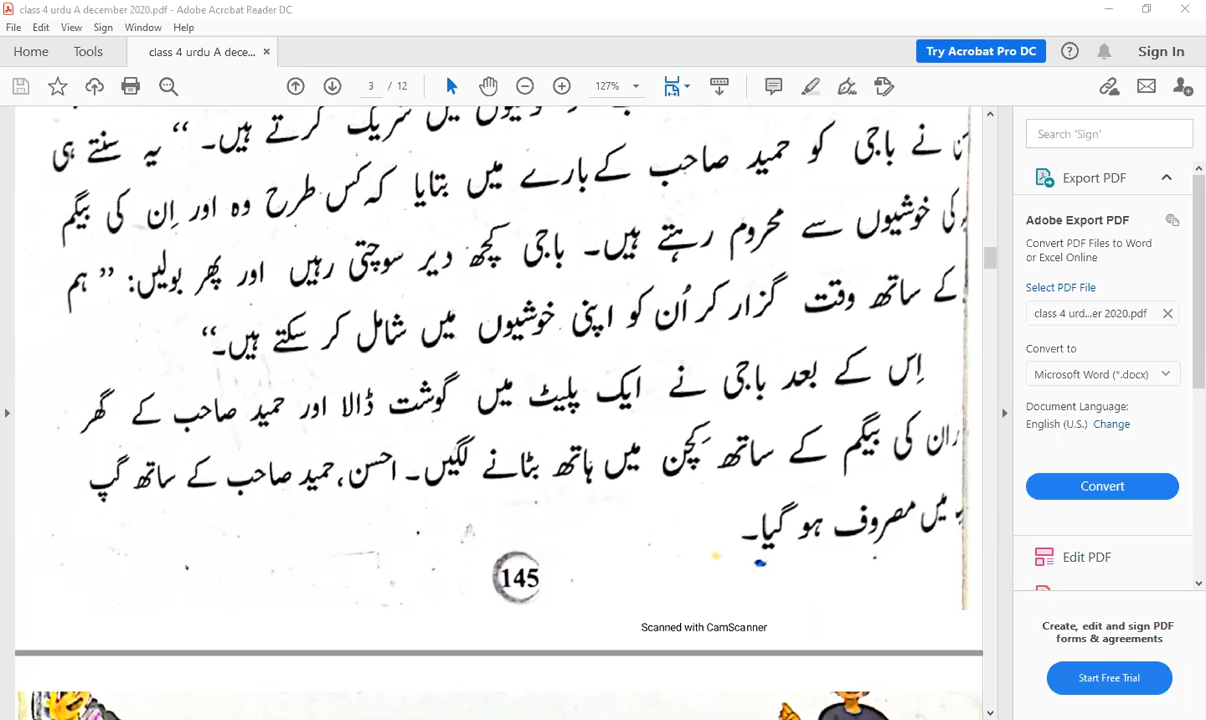 class 4 urdu A december 2020.pdf - Adobe Acrobat Reader DC
File Edit View Sign Window Help
Home Tools class 4 urdu A dece... × Try Acrobat Pro DC ? Sign In
3 / 12 127%
میں شریک کرتے ہیں۔“ یہ سنتے ہی
نے باجی کو حمید صاحب کے بارے میں بتایا کہ کس طرح وہ اور اِن کی بیگم
کی خوشیوں سے محروم رہتے ہیں۔ باجی کچھ دیر سوچتی رہیں اور پھر بولیں: ”ہم
کے ساتھ وقت گزار کر اُن کو اپنی خوشیوں میں شامل کر سکتے ہیں۔“
اِس کے بعد باجی نے ایک پلیٹ میں گوشت ڈالا اور حمید صاحب کے گھر
ان کی بیگم کے ساتھ کچن میں ہاتھ بٹانے لگیں۔ احسن، حمید صاحب کے ساتھ گپ
میں مصروف ہو گیا۔
145
Scanned with CamScanner
Search 'Sign'
Export PDF
Adobe Export PDF
Convert PDF Files to Word
or Excel Online
Select PDF File
class 4 urd...er 2020.pdf ×
Convert to
Microsoft Word (*.docx)
Document Language:
English (U.S.) Change
Convert
Edit PDF
Create, edit and sign PDF
forms & agreements
Start Free Trial